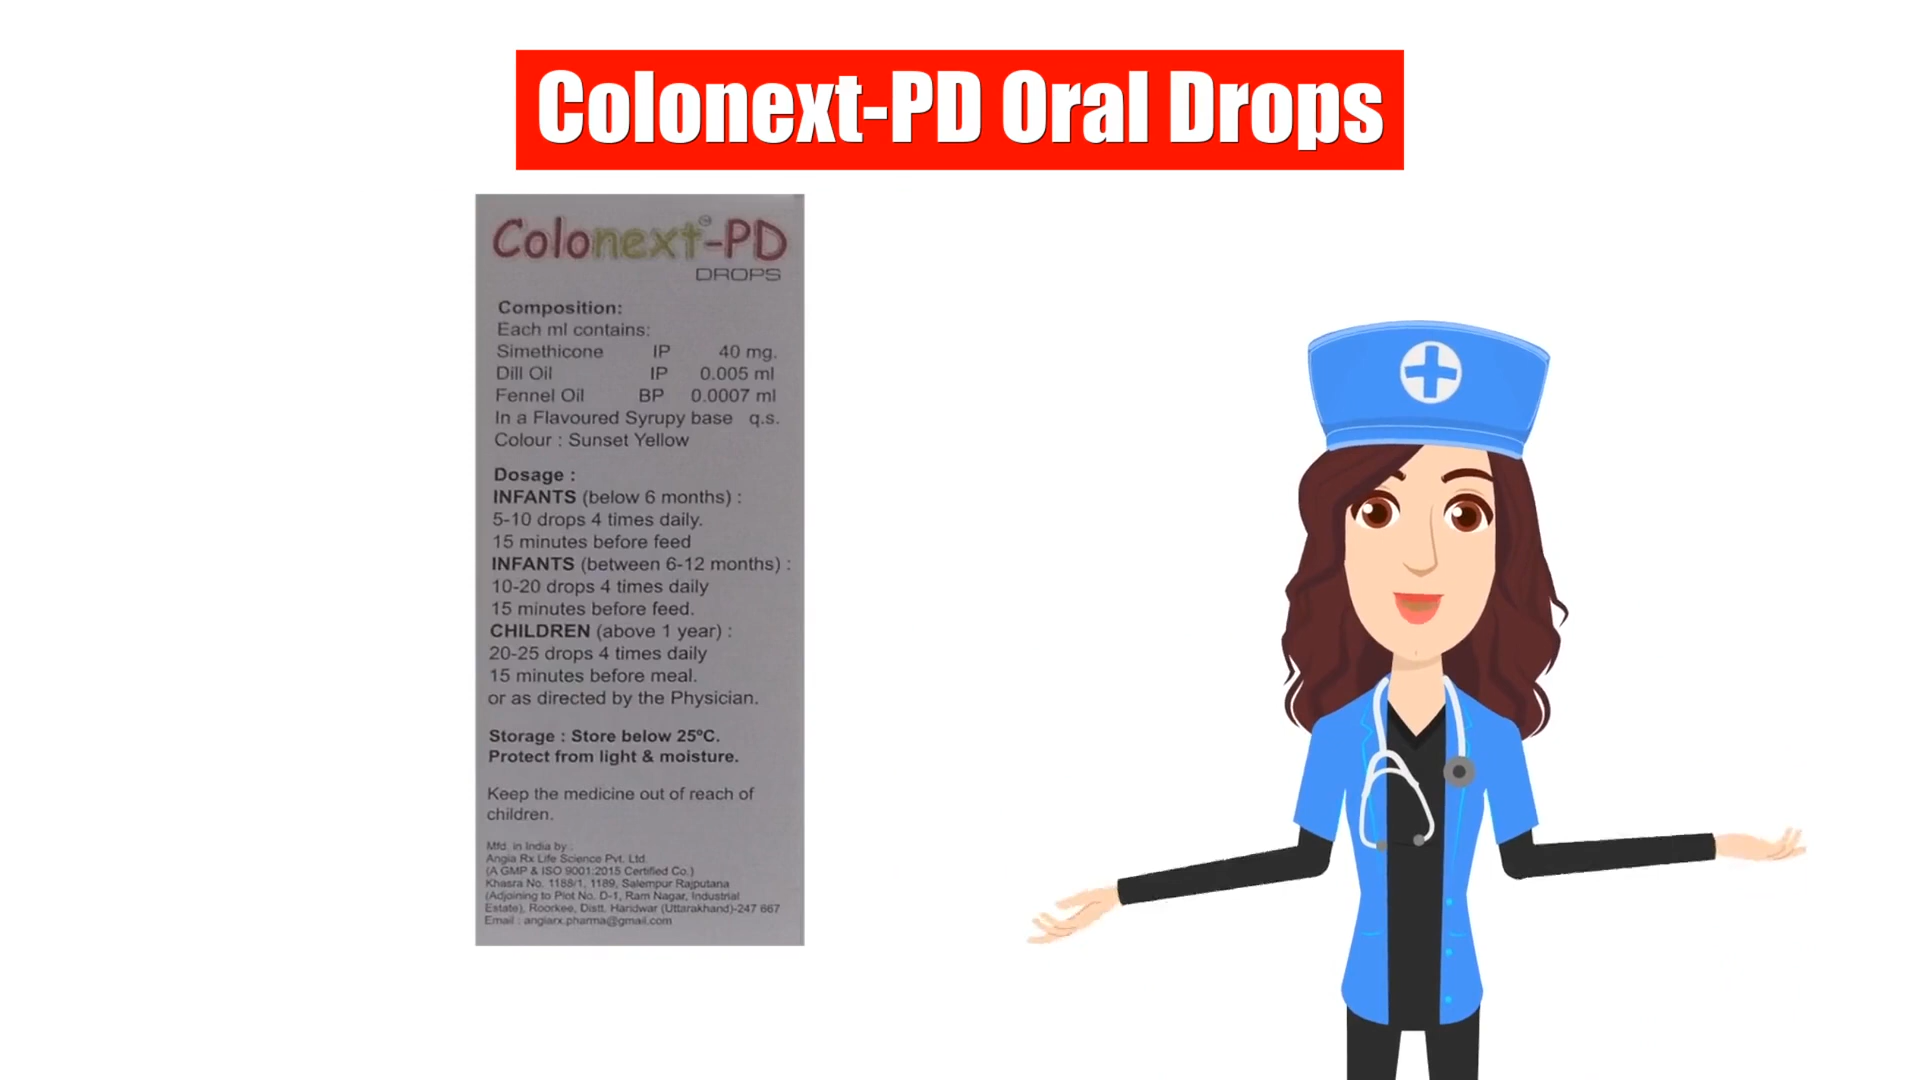 Colonext-PD Oral Drops
Colonext-PD
DROPS
Composition:
Each ml contains:
Simethicone IP 40 mg.
Dill Oil IP 0.005 ml
Fennel Oil BP 0.0007 ml
In a Flavoured Syrupy base q.s.
Colour : Sunset Yellow
Dosage :
INFANTS (below 6 months) :
5-10 drops 4 times daily.
15 minutes before feed
INFANTS (between 6-12 months) :
10-20 drops 4 times daily
15 minutes before feed.
CHILDREN (above 1 year) :
20-25 drops 4 times daily
15 minutes before meal.
or as directed by the Physician.
Storage : Store below 25ºC.
Protect from light & moisture.
Keep the medicine out of reach of
children.
Mfd. in India by :
Angia Rx Life Science Pvt. Ltd.
(A GMP & ISO 9001:2015 Certified Co.)
Khasra No. 1188/1, 1189, Salempur Rajputana
(Adjoining to Plot No. D-1, Ram Nagar, Industrial
Estate), Roorkee, Distt. Haridwar (Uttarakhand)-247 667
Email : angiarx.pharma@gmail.com